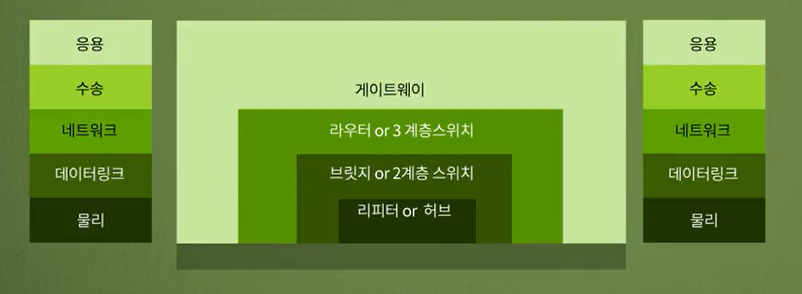 응용
수송
네트워크
데이터링크
물리
게이트웨이
라우터 or 3 계층스위치
브릿지 or 2계층 스위치
리피터 or 허브
응용
수송
네트워크
데이터링크
물리